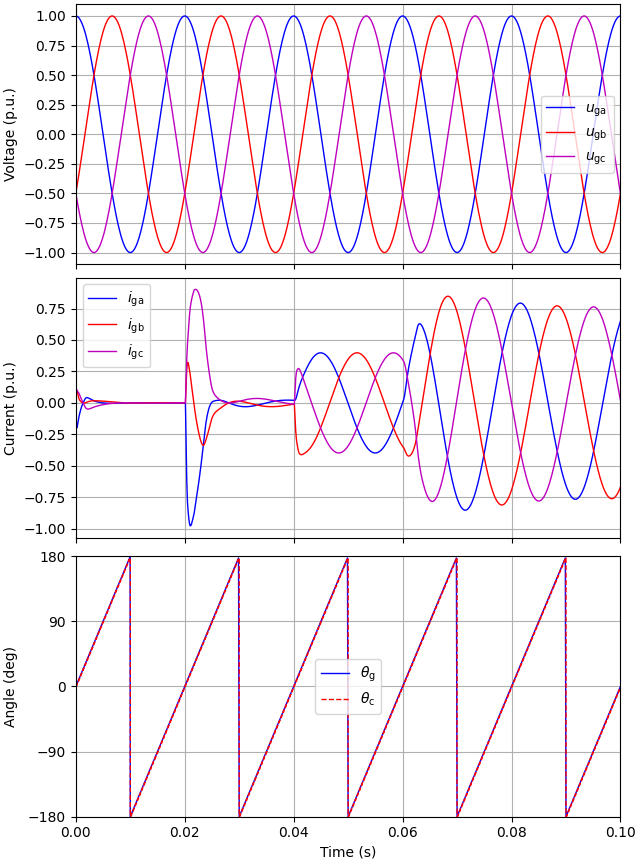 1.00
0.75
0.50
0.25
0.00
−0.25
−0.50
−0.75
−1.00
Voltage (p.u.)
u_ga
u_gb
u_gc
0.75
0.50
0.25
0.00
−0.25
−0.50
−0.75
−1.00
Current (p.u.)
i_ga
i_gb
i_gc
180
90
0
−90
−180
Angle (deg)
θ_g
θ_c
0.00 0.02 0.04 0.06 0.08 0.10
Time (s)